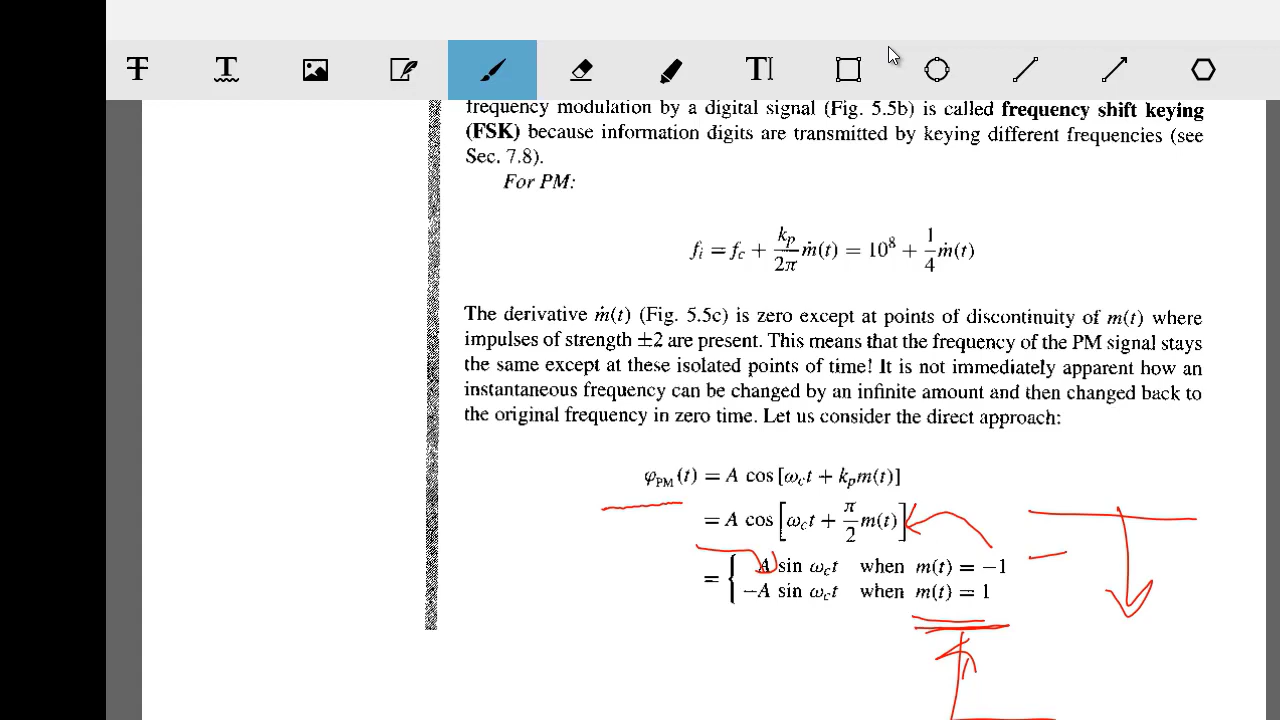 frequency modulation by a digital signal (Fig. 5.5b) is called frequency shift keying
(FSK) because information digits are transmitted by keying different frequencies (see
Sec. 7.8).
For PM:
fᵢ = f_c + k_p/2π ṁ(t) = 10⁸ + 1/4 ṁ(t)
The derivative ṁ(t) (Fig. 5.5c) is zero except at points of discontinuity of m(t) where
impulses of strength ±2 are present. This means that the frequency of the PM signal stays
the same except at these isolated points of time! It is not immediately apparent how an
instantaneous frequency can be changed by an infinite amount and then changed back to
the original frequency in zero time. Let us consider the direct approach:
φ_PM(t) = A cos [ω_c t + k_p m(t)]
= A cos [ω_c t + π/2 m(t)]
= { A sin ω_c t when m(t) = −1
−A sin ω_c t when m(t) = 1